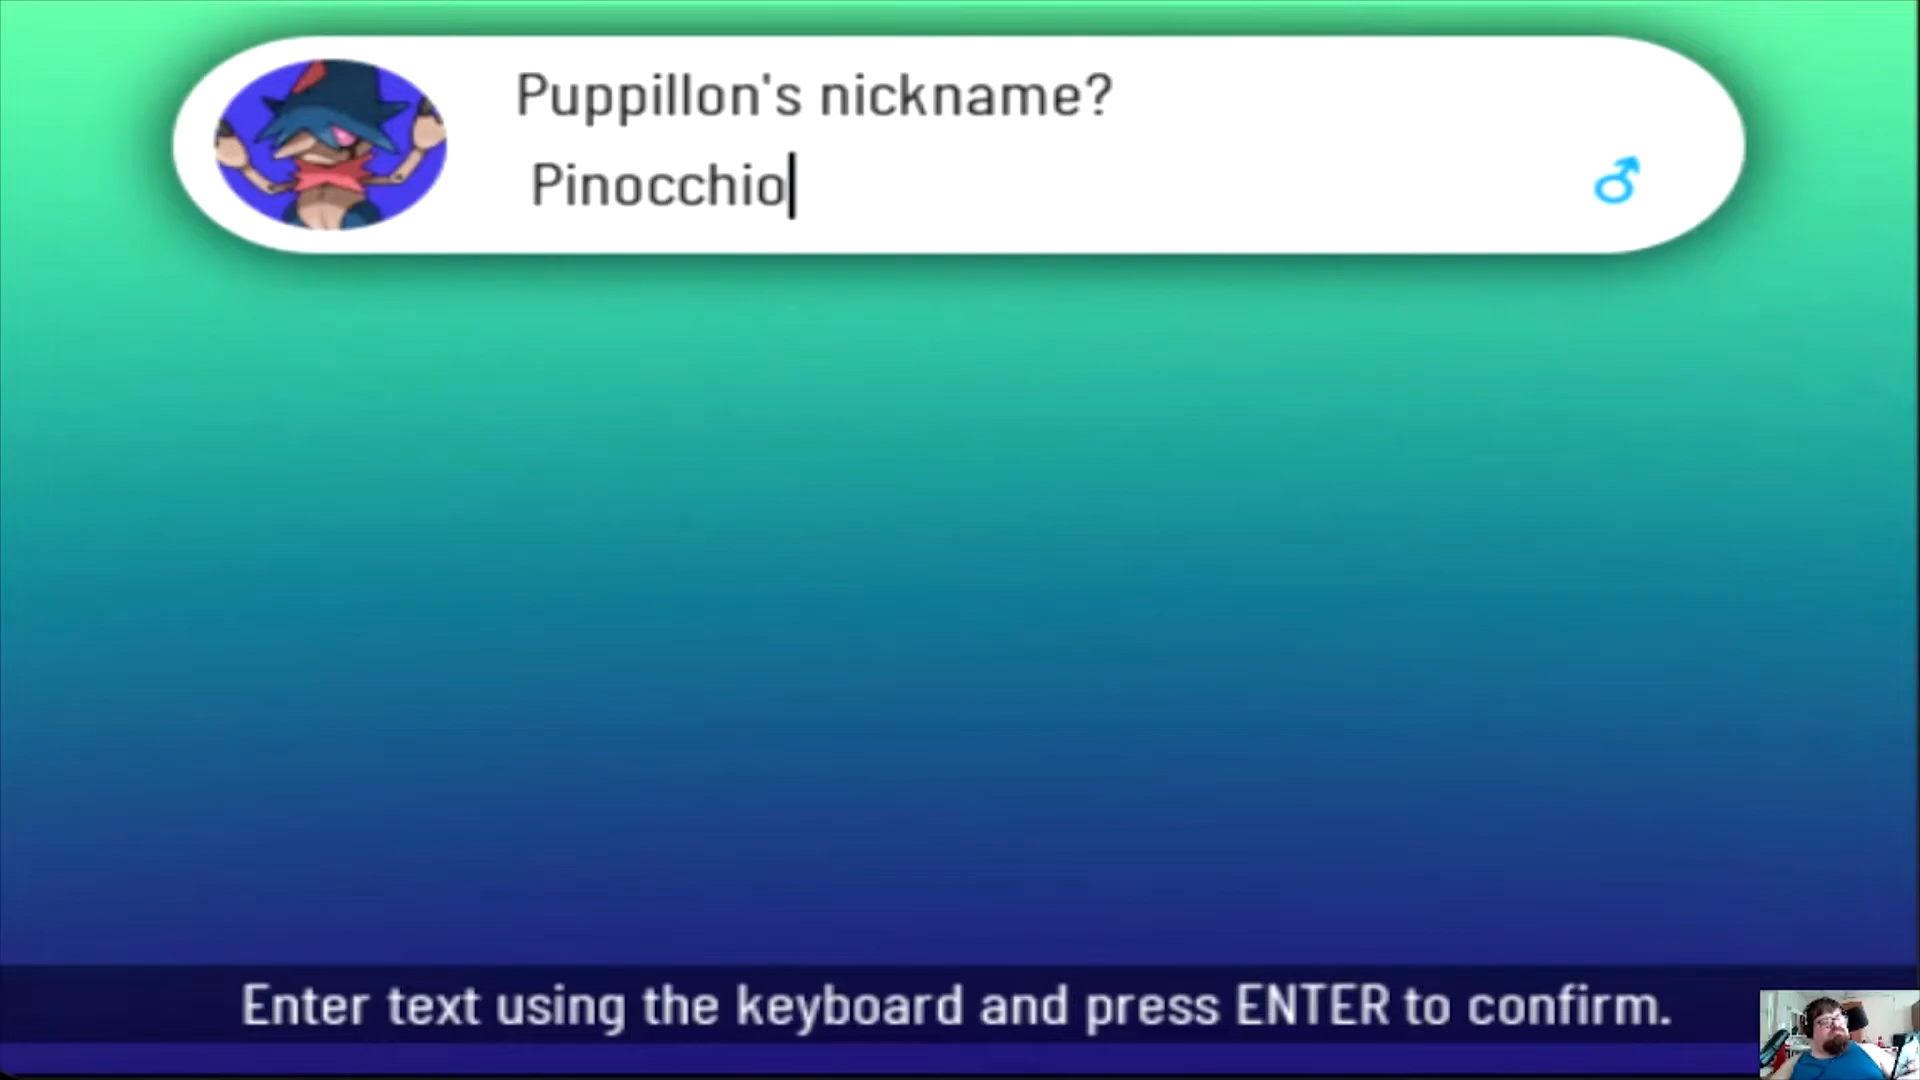 Puppillon's nickname?
Pinocchio
Enter text using the keyboard and press ENTER to confirm.